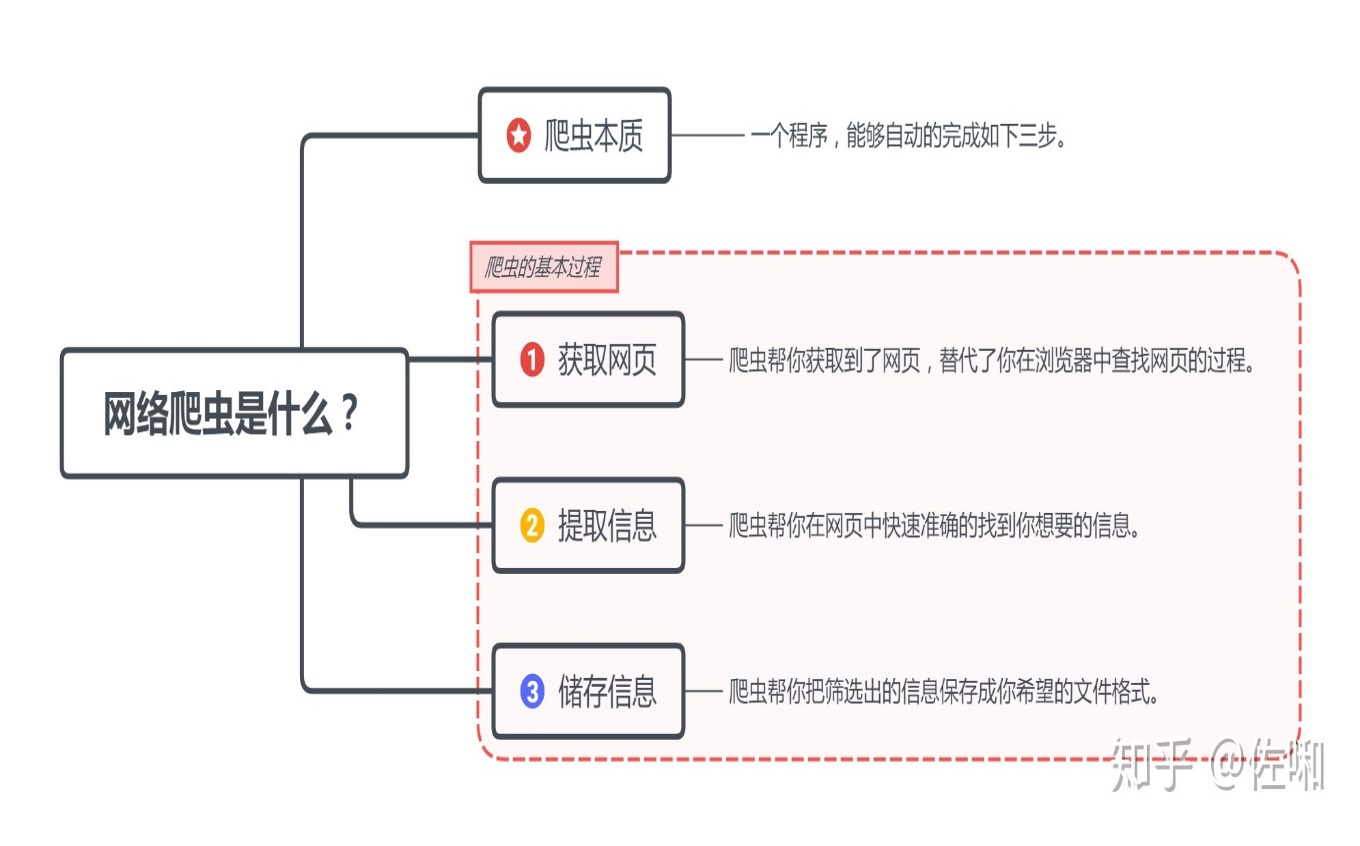 爬虫本质
一个程序，能够自动的完成如下三步。
爬虫的基本过程
1 获取网页
爬虫帮你获取到了网页，替代了你在浏览器中查找网页的过程。
网络爬虫是什么？
2 提取信息
爬虫帮你在网页中快速准确的找到你想要的信息。
3 储存信息
爬虫帮你把筛选出的信息保存成你希望的文件格式。
知乎 @佐啝